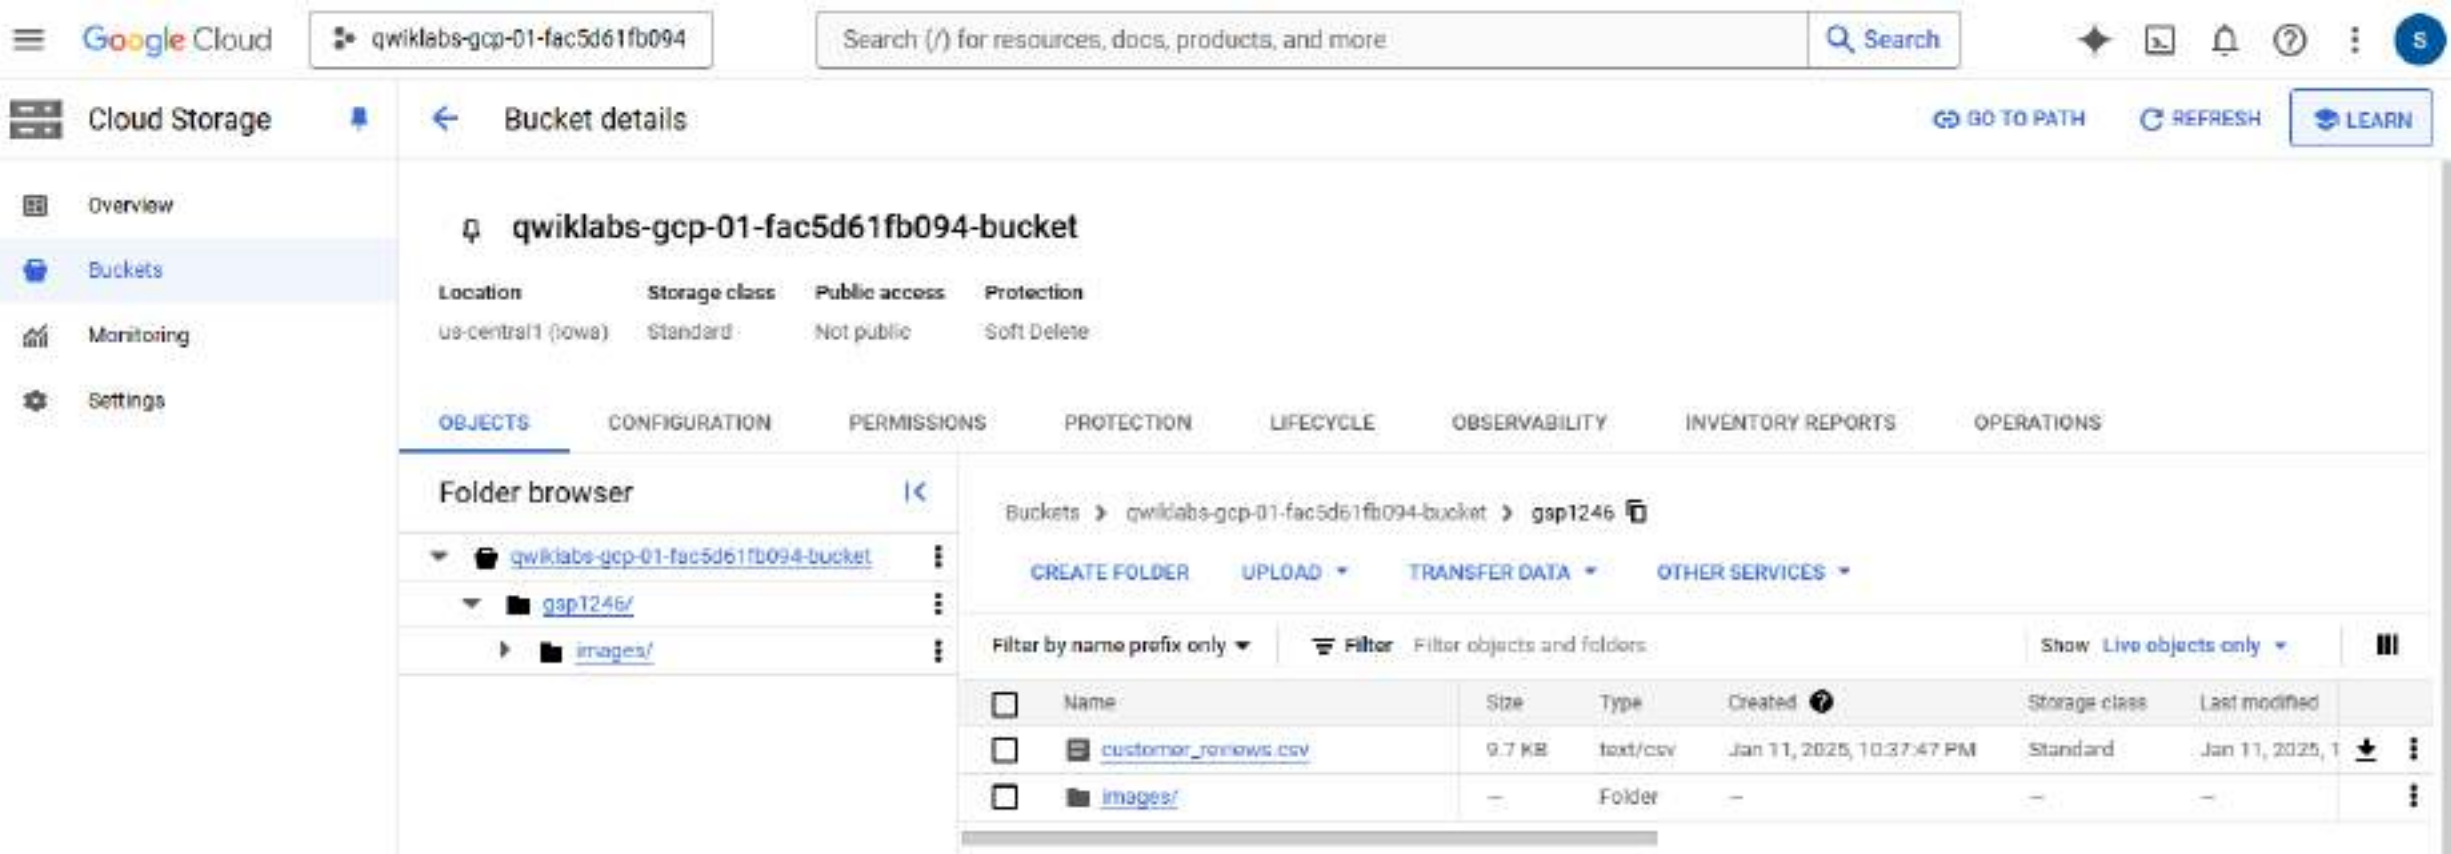 Google Cloud qwiklabs-gcp-01-fac5d61fb094 Search (/) for resources, docs, products, and more Search S
Cloud Storage Bucket details GO TO PATH REFRESH LEARN
Overview
Buckets
Monitoring
Settings
qwiklabs-gcp-01-fac5d61fb094-bucket
Location Storage class Public access Protection
us-central1 (Iowa) Standard Not public Soft Delete
OBJECTS CONFIGURATION PERMISSIONS PROTECTION LIFECYCLE OBSERVABILITY INVENTORY REPORTS OPERATIONS
Folder browser
qwiklabs-gcp-01-fac5d61fb094-bucket
gsp1246/
images/
Buckets > qwiklabs-gcp-01-fac5d61fb094-bucket > gsp1246
CREATE FOLDER UPLOAD TRANSFER DATA OTHER SERVICES
Filter by name prefix only Filter Filter objects and folders Show Live objects only
Name Size Type Created Storage class Last modified
customer_reviews.csv 9.7 KB text/csv Jan 11, 2025, 10:37:47 PM Standard Jan 11, 2025, 1
images/ — Folder — — —